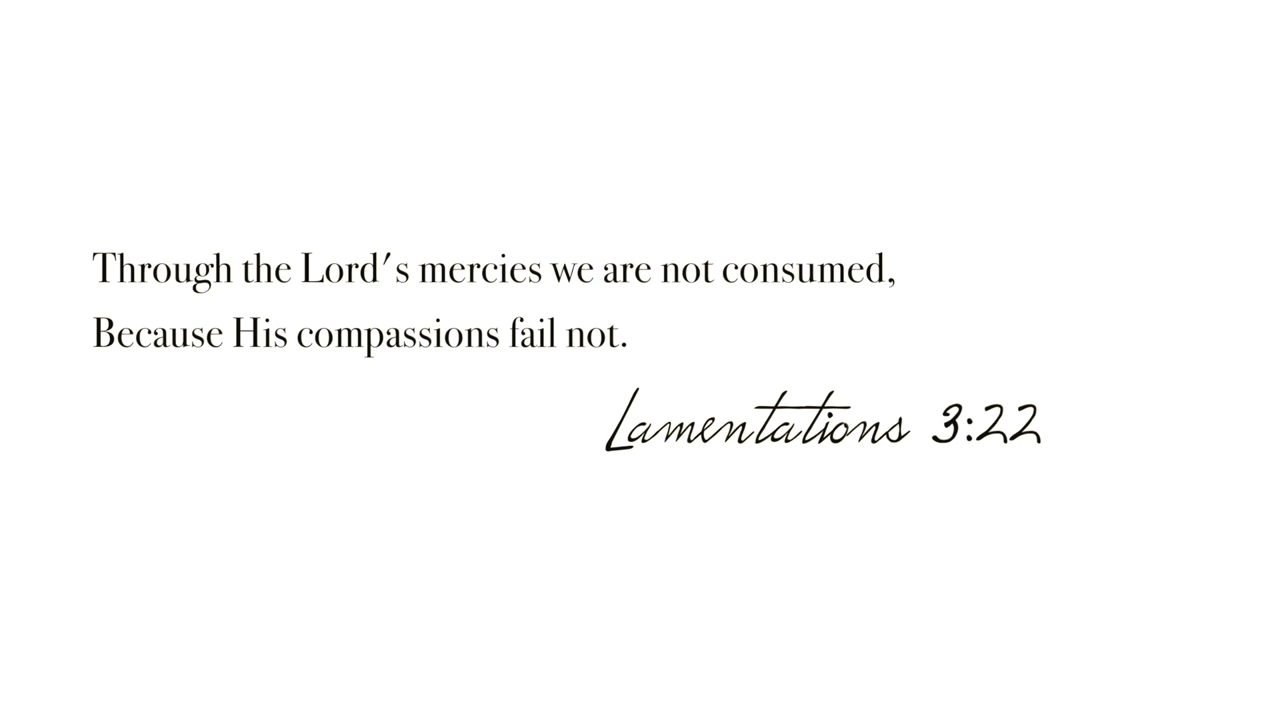 Through the Lord's mercies we are not consumed,
Because His compassions fail not.
Lamentations 3:22